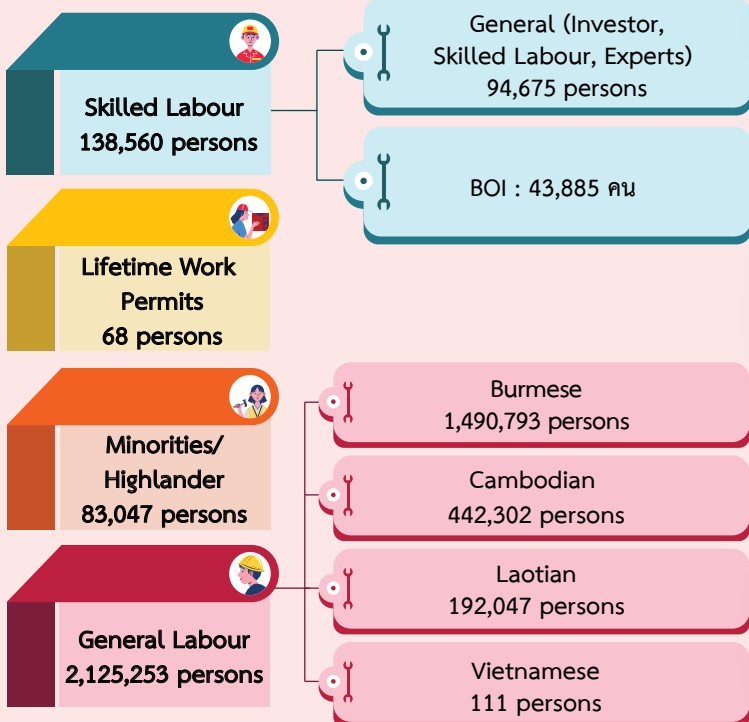 Skilled Labour
138,560 persons
General (Investor,
Skilled Labour, Experts)
94,675 persons
BOI : 43,885 คน
Lifetime Work
Permits
68 persons
Minorities/
Highlander
83,047 persons
General Labour
2,125,253 persons
Burmese
1,490,793 persons
Cambodian
442,302 persons
Laotian
192,047 persons
Vietnamese
111 persons